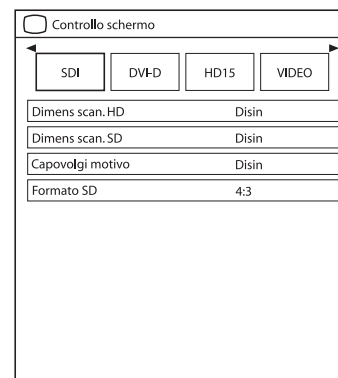 Controllo schermo
SDI DVI-D HD15 VIDEO
Dimens scan. HD Disin
Dimens scan. SD Disin
Capovolgi motivo Disin
Formato SD 4:3